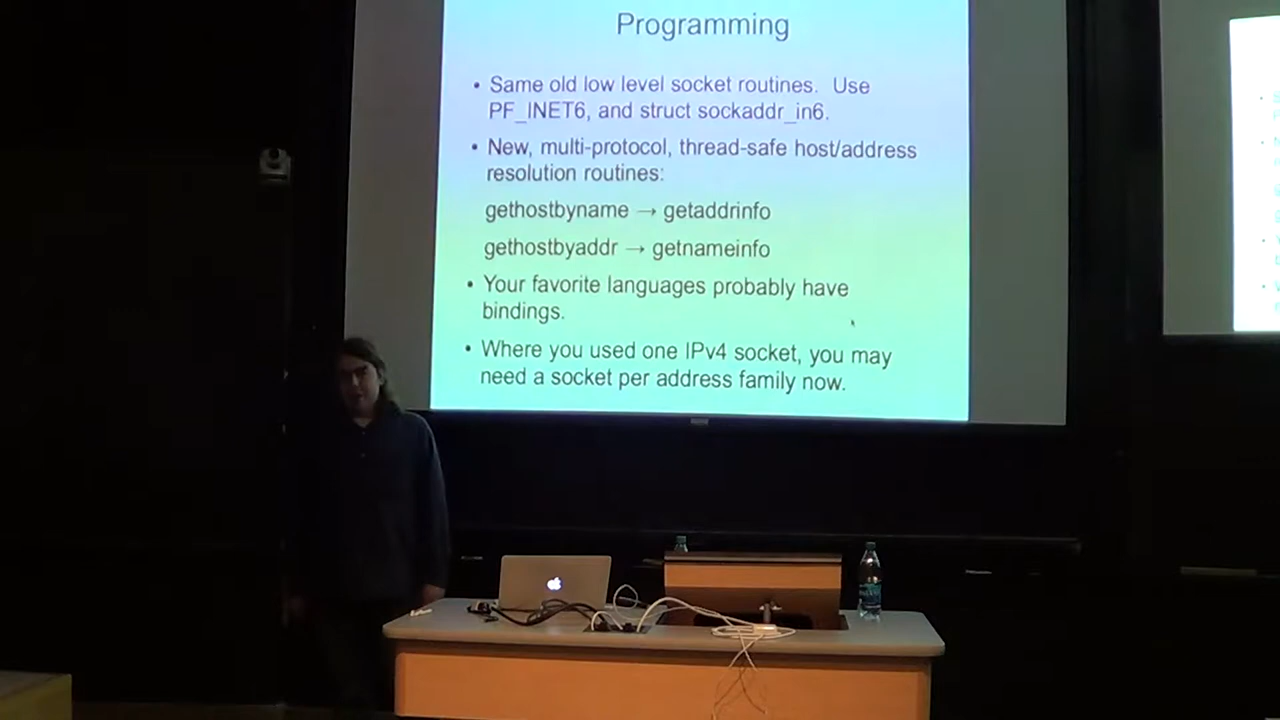 Programming
• Same old low level socket routines.  Use
PF_INET6, and struct sockaddr_in6.
• New, multi-protocol, thread-safe host/address
resolution routines:
gethostbyname → getaddrinfo
gethostbyaddr → getnameinfo
• Your favorite languages probably have
bindings.
• Where you used one IPv4 socket, you may
need a socket per address family now.